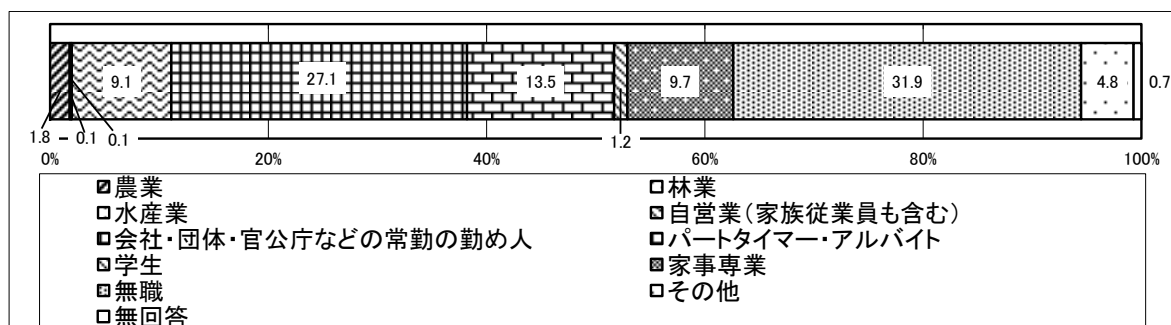 9.1 27.1 13.5 9.7 31.9 4.8 0.7
1.8 0.1 0.1 1.2
0% 20% 40% 60% 80% 100%
農業 林業
水産業 自営業(家族従業員も含む)
会社・団体・官公庁などの常勤の勤め人 パートタイマー・アルバイト
学生 家事専業
無職 その他
無回答